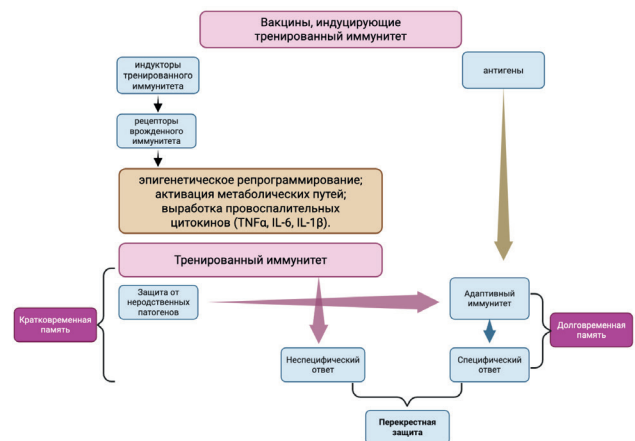 Вакцины, индуцирующие
тренированный иммунитет
индукторы
тренированного
иммунитета
антигены
рецепторы
врожденного
иммунитета
эпигенетическое репрограммирование;
активация метаболических путей;
выработка провоспалительных
цитокинов (TNFα, IL-6, IL-1β).
Тренированный иммунитет
Защита от
неродственных
патогенов
Адаптивный
иммунитет
Кратковременная
память
Долговременная
память
Неспецифический
ответ
Специфический
ответ
Перекрестная
защита